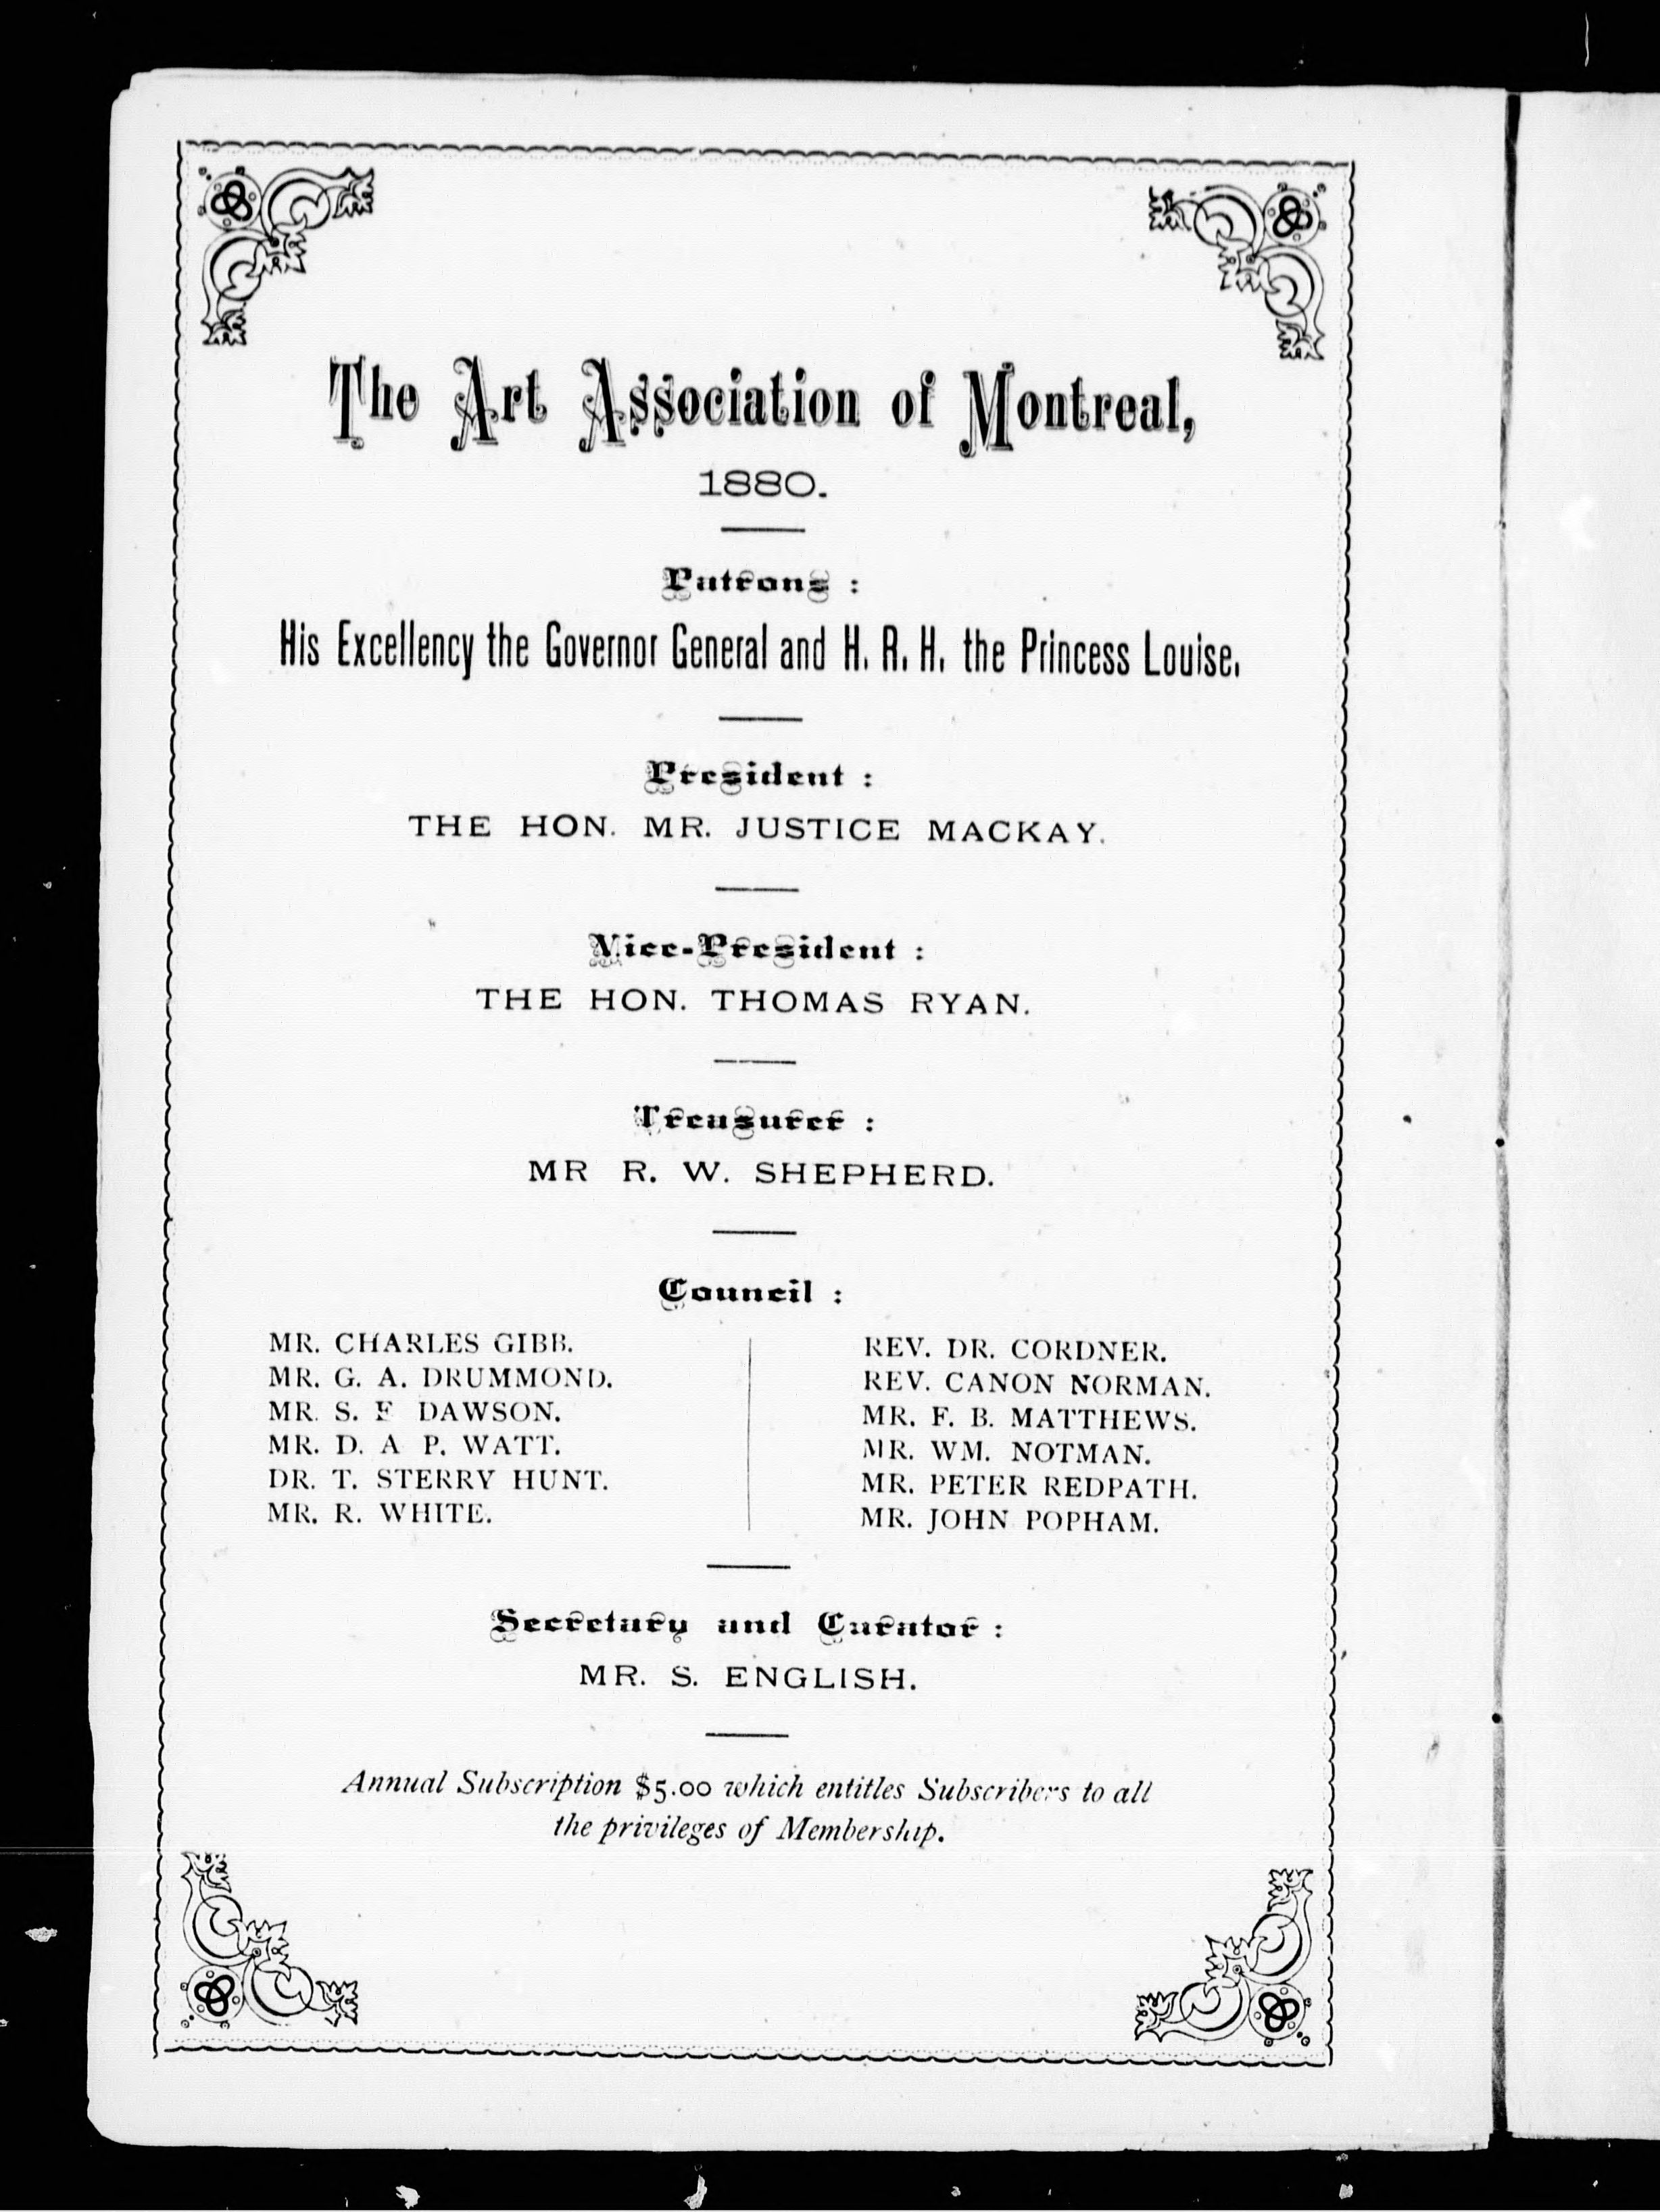 The Art Association of Montreal,
1880.
Patrons :
His Excellency the Governor General and H. R. H. the Princess Louise.
President :
THE HON. MR. JUSTICE MACKAY.
Vice-President :
THE HON. THOMAS RYAN.
Treasurer :
MR R. W. SHEPHERD.
Council :
MR. CHARLES GIBB.
MR. G. A. DRUMMOND.
MR. S. E DAWSON.
MR. D. A P. WATT.
DR. T. STERRY HUNT.
MR. R. WHITE.
REV. DR. CORDNER.
REV. CANON NORMAN.
MR. F. B. MATTHEWS.
MR. WM. NOTMAN.
MR. PETER REDPATH.
MR. JOHN POPHAM.
Secretary and Curator :
MR. S. ENGLISH.
Annual Subscription $5.00 which entitles Subscribers to all
the privileges of Membership.